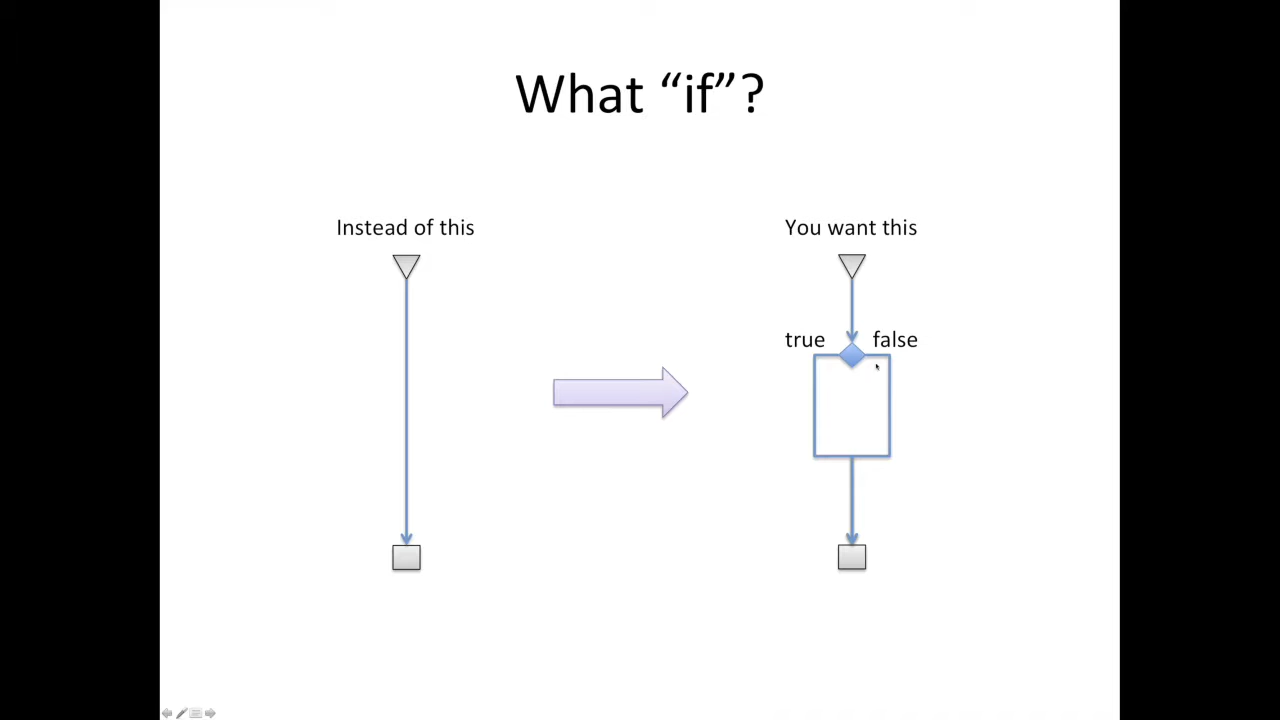 What “if”?
Instead of this
You want this
true
false